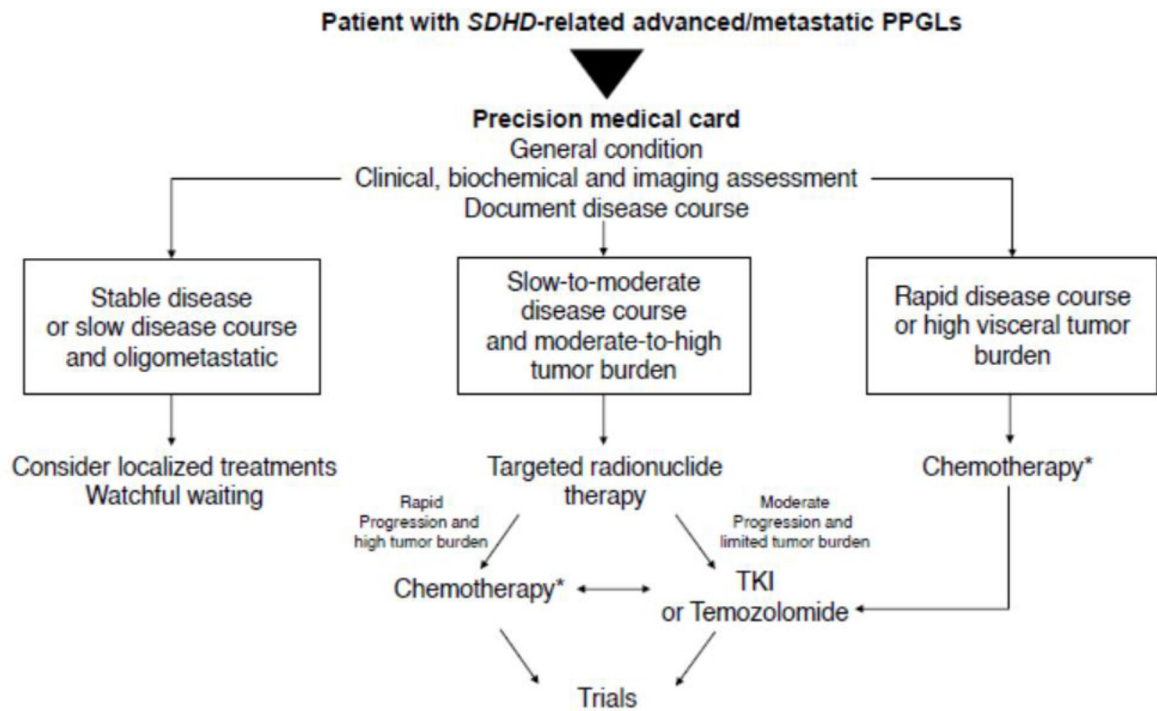 Patient with SDHD-related advanced/metastatic PPGLs
Precision medical card
General condition
Clinical, biochemical and imaging assessment
Document disease course
Stable disease
or slow disease course
and oligometastatic
Slow-to-moderate
disease course
and moderate-to-high
tumor burden
Rapid disease course
or high visceral tumor
burden
Consider localized treatments
Watchful waiting
Targeted radionuclide
therapy
Chemotherapy*
Rapid
Progression and
high tumor burden
Moderate
Progression and
limited tumor burden
Chemotherapy*
TKI
or Temozolomide
Trials